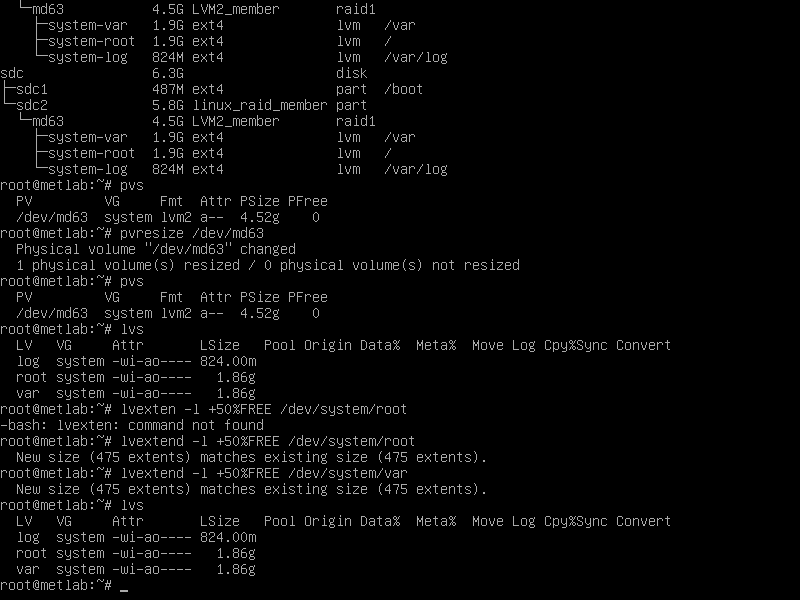 └─md63 4.5G LVM2_member raid1
├─system-var 1.9G ext4 lvm /var
├─system-root 1.9G ext4 lvm /
└─system-log 824M ext4 lvm /var/log
sdc 6.3G disk
├─sdc1 487M ext4 part /boot
└─sdc2 5.8G linux_raid_member part
└─md63 4.5G LVM2_member raid1
├─system-var 1.9G ext4 lvm /var
├─system-root 1.9G ext4 lvm /
└─system-log 824M ext4 lvm /var/log
root@metlab:~# pvs
PV VG Fmt Attr PSize PFree
/dev/md63 system lvm2 a-- 4.52g 0
root@metlab:~# pvresize /dev/md63
Physical volume "/dev/md63" changed
1 physical volume(s) resized / 0 physical volume(s) not resized
root@metlab:~# pvs
PV VG Fmt Attr PSize PFree
/dev/md63 system lvm2 a-- 4.52g 0
root@metlab:~# lvs
LV VG Attr LSize Pool Origin Data% Meta% Move Log Cpy%Sync Convert
log system -wi-ao---- 824.00m
root system -wi-ao---- 1.86g
var system -wi-ao---- 1.86g
root@metlab:~# lvexten -l +50%FREE /dev/system/root
-bash: lvexten: command not found
root@metlab:~# lvextend -l +50%FREE /dev/system/root
New size (475 extents) matches existing size (475 extents).
root@metlab:~# lvextend -l +50%FREE /dev/system/var
New size (475 extents) matches existing size (475 extents).
root@metlab:~# lvs
LV VG Attr LSize Pool Origin Data% Meta% Move Log Cpy%Sync Convert
log system -wi-ao---- 824.00m
root system -wi-ao---- 1.86g
var system -wi-ao---- 1.86g
root@metlab:~# _